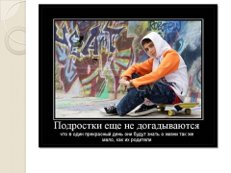 Подростки еще не догадываются
что в один прекрасный день они будут знать о жизни так же
мало, как их родители